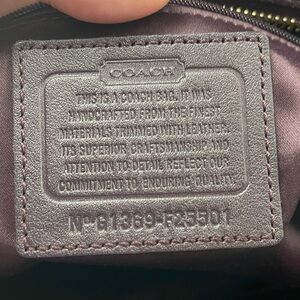 COACH
THIS IS A COACH BAG. IT WAS
HANDCRAFTED FROM THE FINEST
MATERIALS TRIMMED WITH LEATHER.
ITS SUPERIOR CRAFTSMANSHIP AND
ATTENTION TO DETAIL REFLECT OUR
COMMITMENT TO ENDURING QUALITY.
Nº G1369-F23501